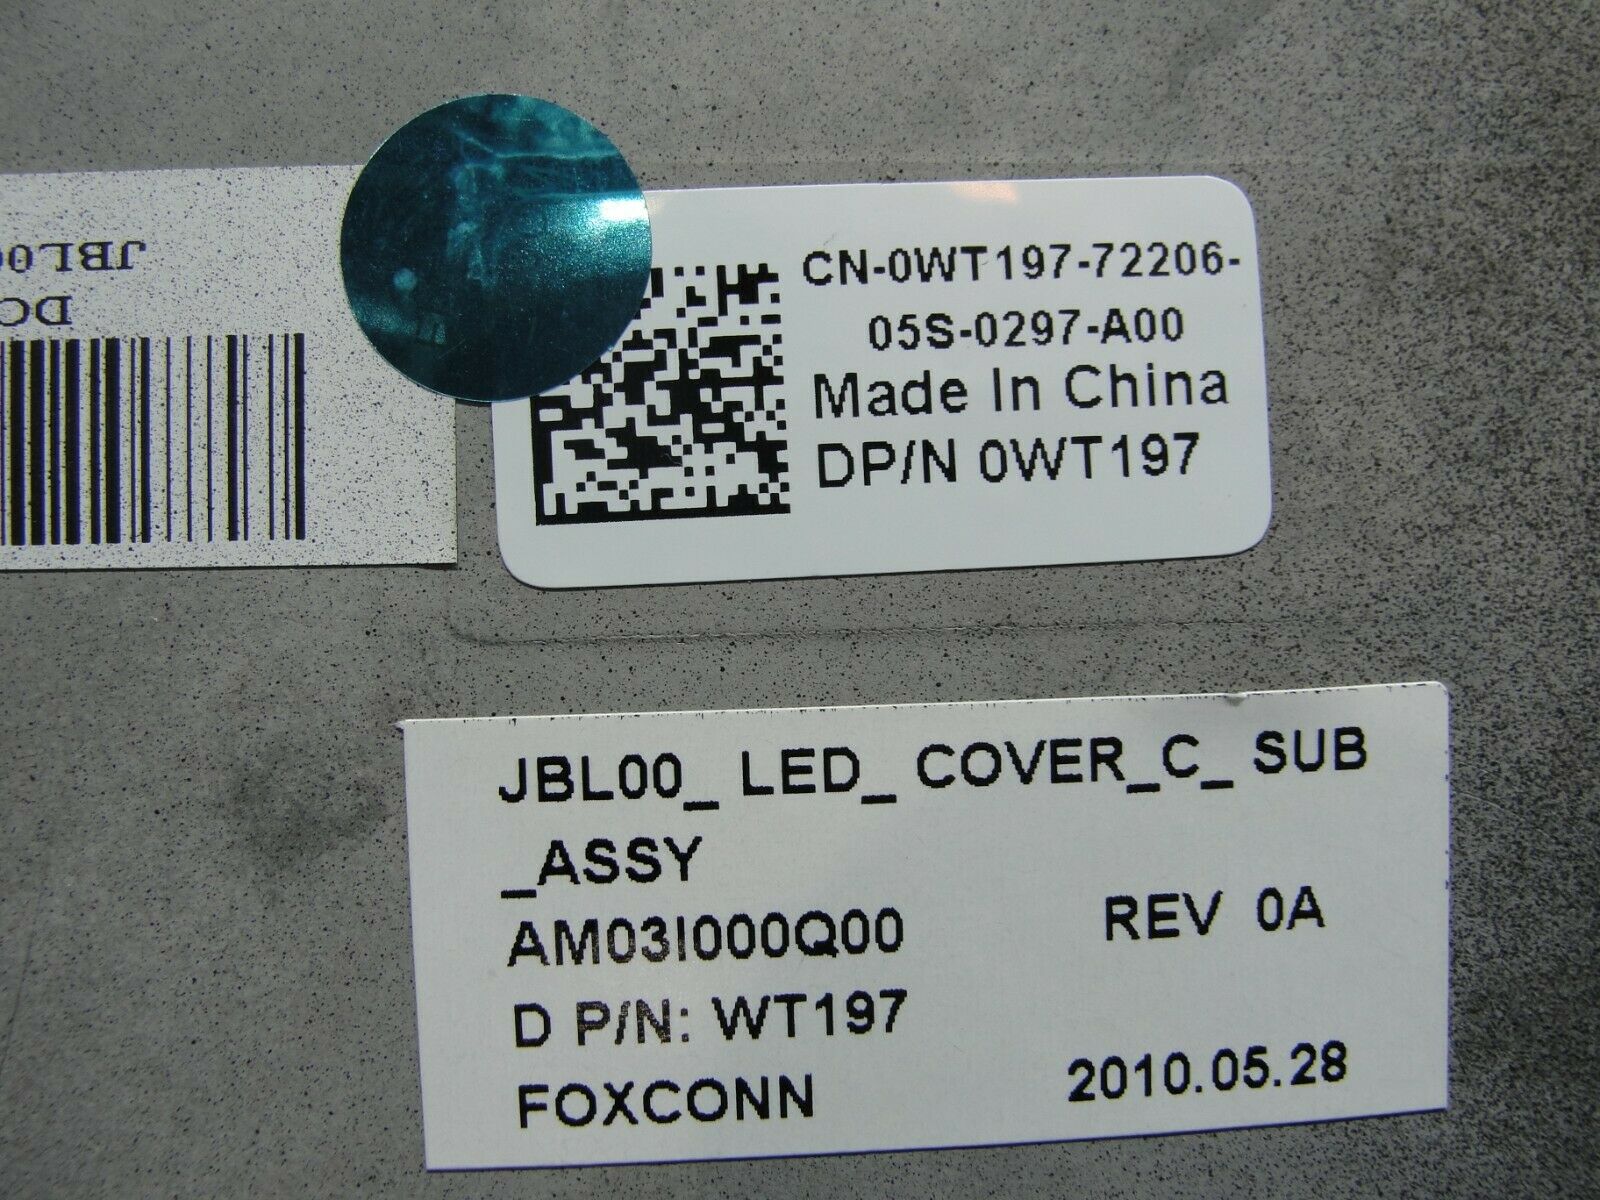 JBL00
DC
CN-0WT197-72206-
05S-0297-A00
Made In China
DP/N 0WT197
JBL00_ LED_ COVER_C_ SUB
_ASSY
AM03I000Q00 REV 0A
D P/N: WT197
FOXCONN 2010.05.28